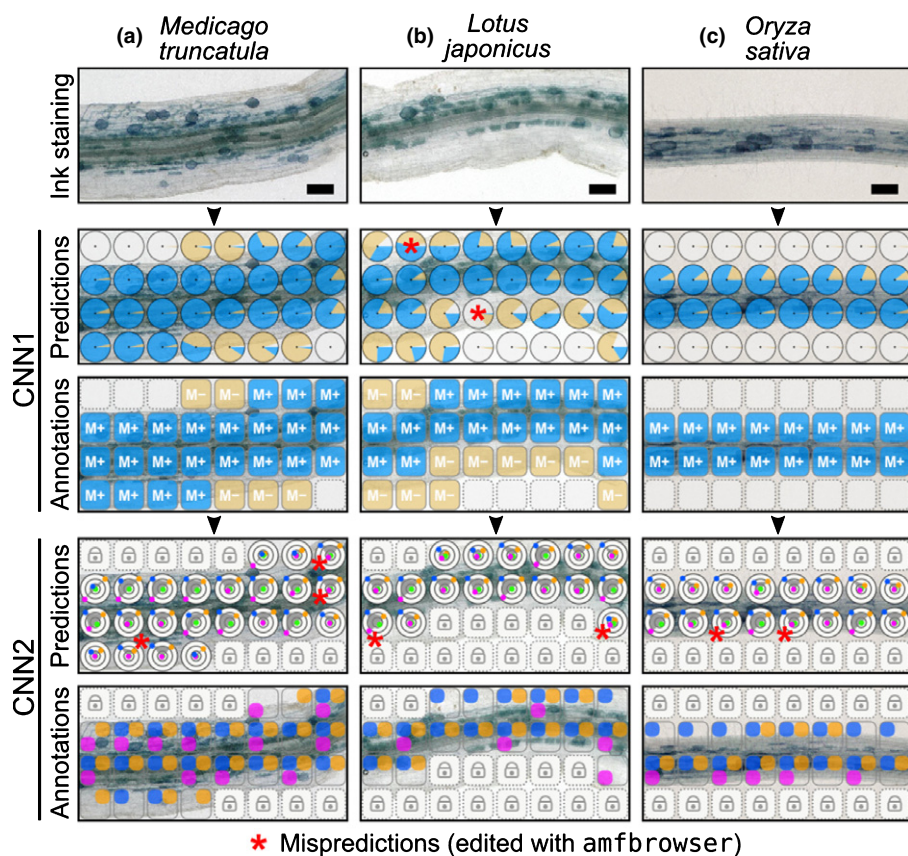 (a) Medicago truncatula
(b) Lotus japonicus
(c) Oryza sativa
Ink staining
CNN1
Predictions
*
*
Annotations
M− M− M+ M+ M+ M− M− M+ M+ M+ M+ M+ M+
M+ M+ M+ M+ M+ M+ M+ M+ M+ M+ M+ M+ M+ M+ M+ M+ M+ M+ M+ M+ M+ M+ M+ M+
M+ M+ M+ M+ M+ M+ M+ M+ M+ M+ M− M− M− M− M− M+ M+ M+ M+ M+ M+ M+ M+ M+
M+ M+ M+ M+ M− M− M− M− M− M− M−
CNN2
Predictions
* * * * * * *
Annotations
* Mispredictions (edited with amfbrowser)